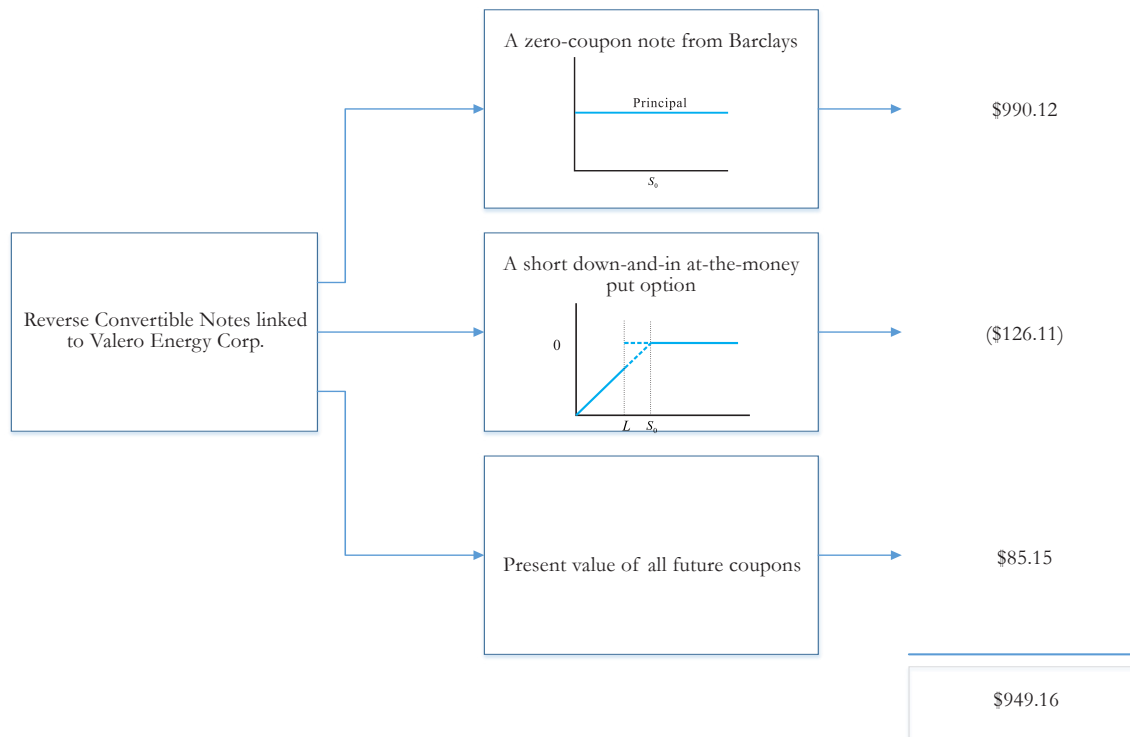 A zero-coupon note from Barclays
Principal
S₀
$990.12
Reverse Convertible Notes linked
to Valero Energy Corp.
A short down-and-in at-the-money
put option
0
L S₀
($126.11)
Present value of all future coupons
$85.15
$949.16